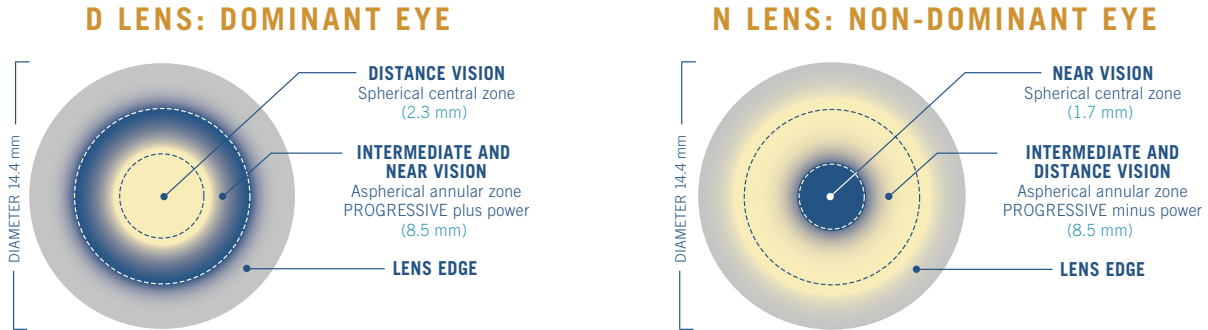 D LENS: DOMINANT EYE
DIAMETER 14.4 mm
DISTANCE VISION
Spherical central zone
(2.3 mm)
INTERMEDIATE AND
NEAR VISION
Aspherical annular zone
PROGRESSIVE plus power
(8.5 mm)
LENS EDGE
N LENS: NON-DOMINANT EYE
DIAMETER 14.4 mm
NEAR VISION
Spherical central zone
(1.7 mm)
INTERMEDIATE AND
DISTANCE VISION
Aspherical annular zone
PROGRESSIVE minus power
(8.5 mm)
LENS EDGE